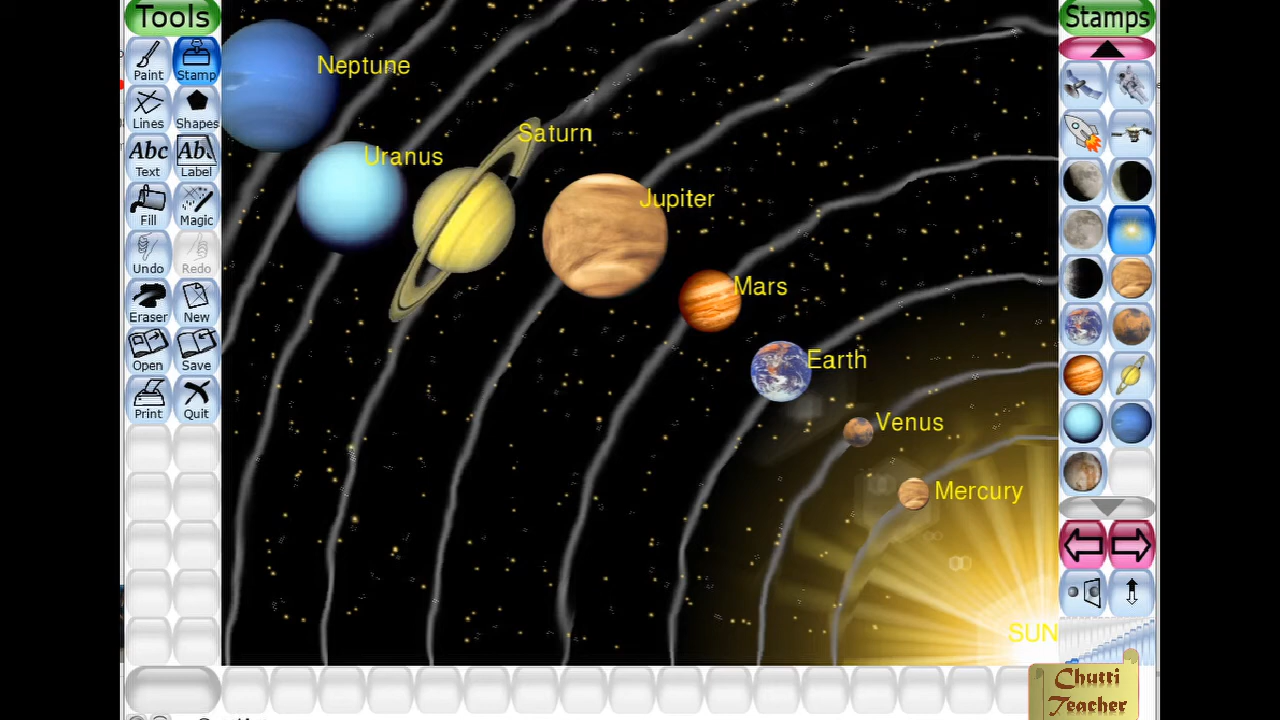 Tools
Paint
Stamp
Lines
Shapes
Abc
Text
Abc
Label
Fill
Magic
Undo
Redo
Eraser
New
Open
Save
Print
Quit
Neptune
Uranus
Saturn
Jupiter
Mars
Earth
Venus
Mercury
SUN
Stamps
Chutti
Teacher